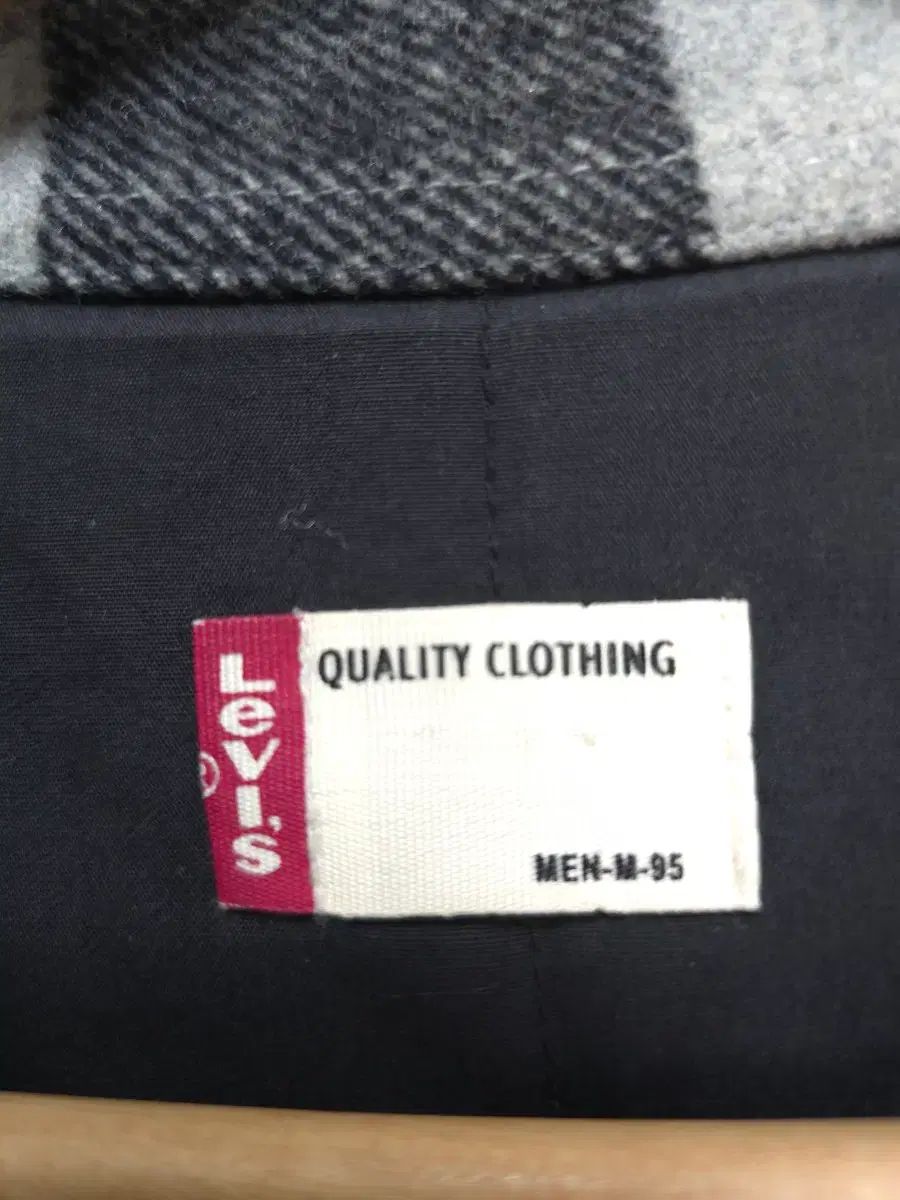 LEVI'S
®
QUALITY CLOTHING
MEN-M-95